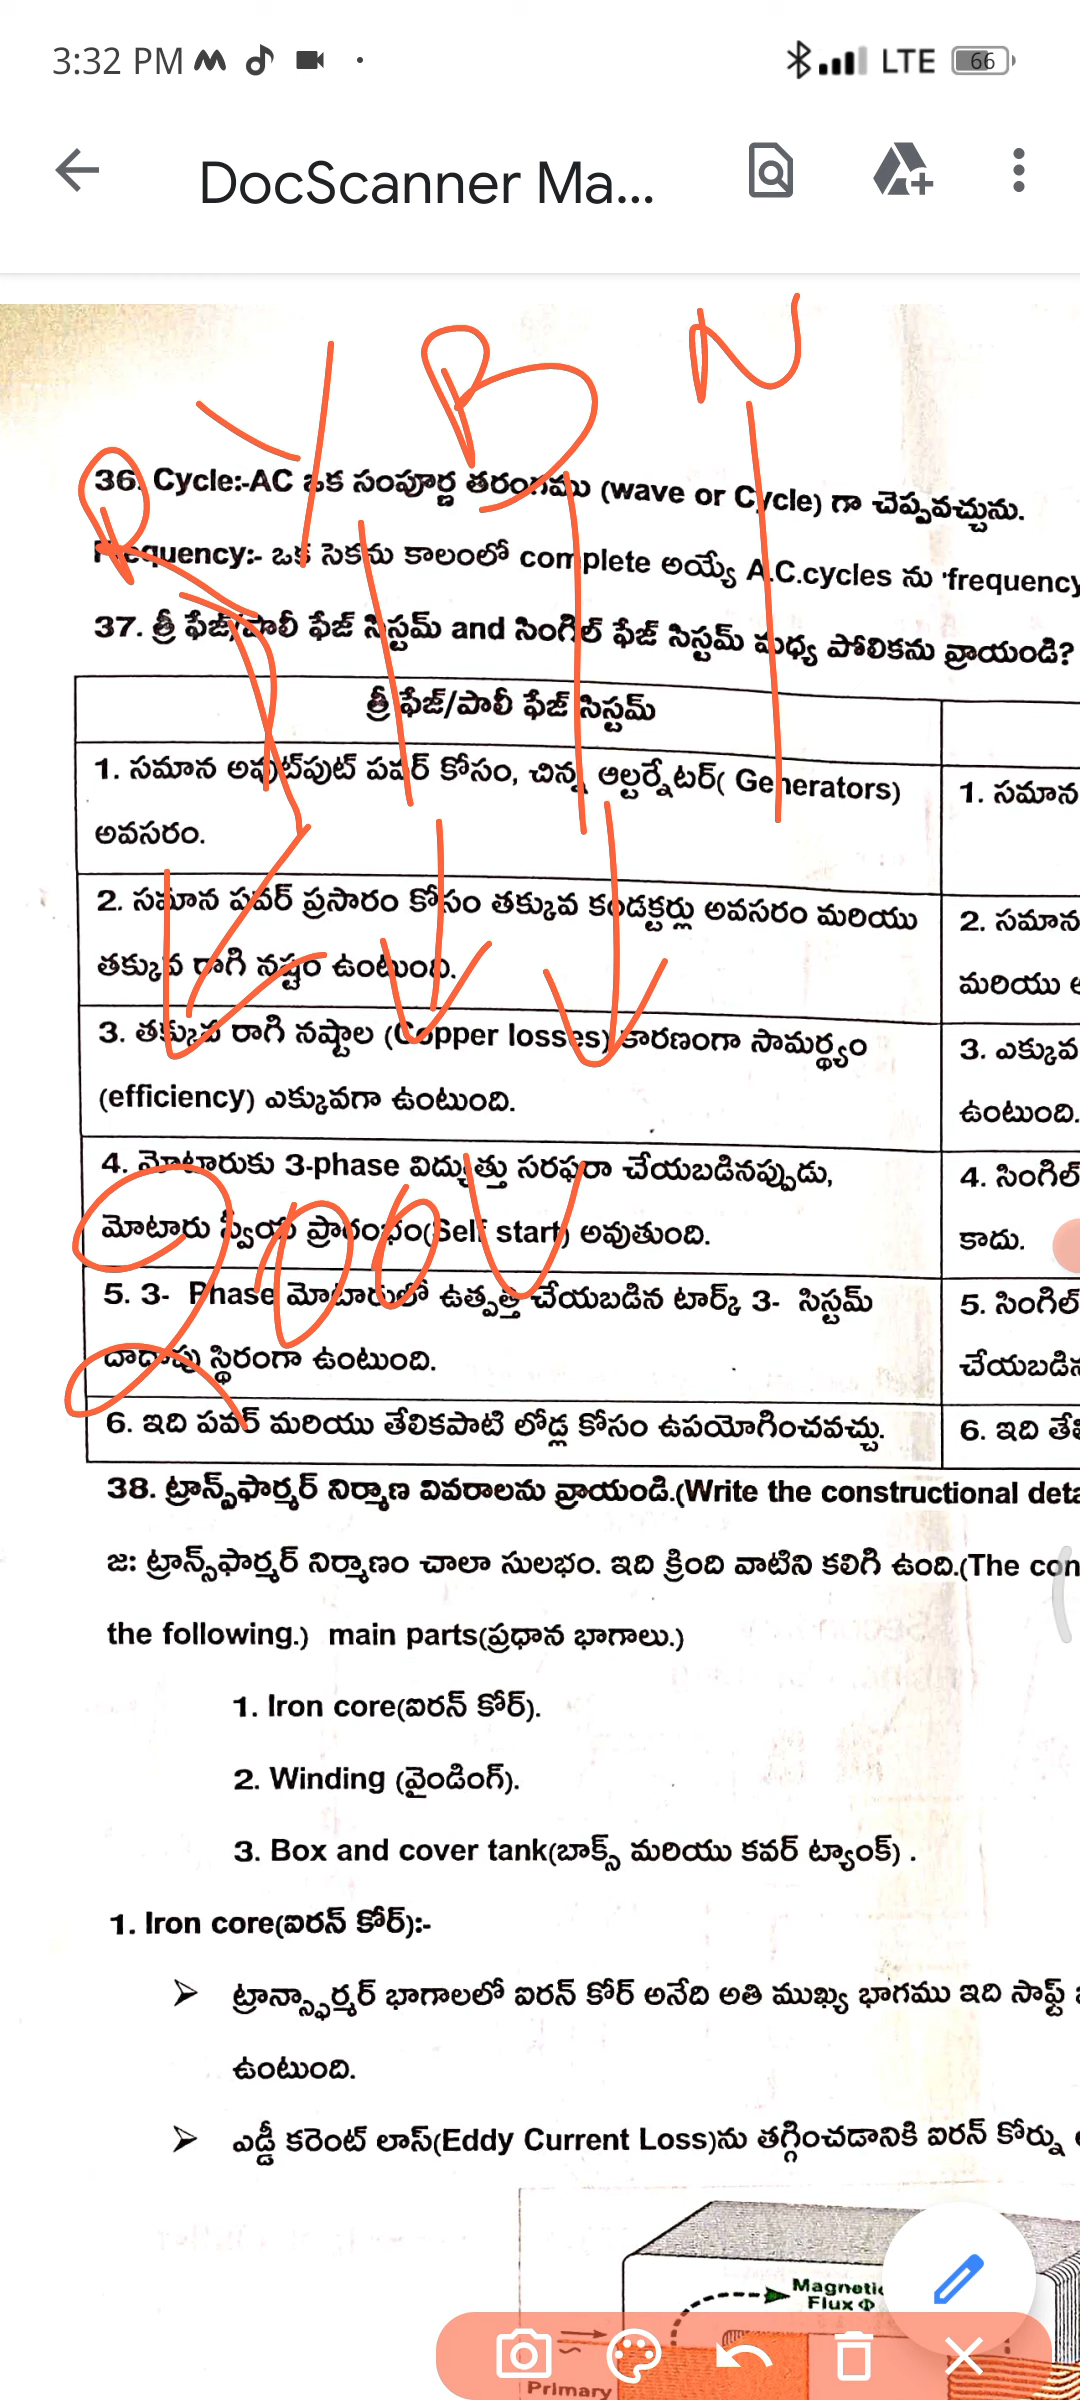 3:32 PM
LTE 66
DocScanner Ma...
R Y B N
36. Cycle:-AC ఒక సంపూర్ణ తరంగము (wave or Cycle) గా చెప్పవచ్చును.
Frequency:- ఒక సెకను కాలంలో complete అయ్యే A.C.cycles ను 'frequency
37. త్రీ ఫేజ్/పాలీ ఫేజ్ సిస్టమ్ and సింగిల్ ఫేజ్ సిస్టమ్ మధ్య పోలికను వ్రాయండి?
త్రీ ఫేజ్/పాలీ ఫేజ్ సిస్టమ్
1. సమాన అవుట్‌పుట్ పవర్ కోసం, చిన్న ఆల్టర్నేటర్( Generators)
అవసరం.
1. సమాన
2. సమాన పవర్ ప్రసారం కోసం తక్కువ కండక్టర్లు అవసరం మరియు
తక్కువ రాగి నష్టం ఉంటుంది.
2. సమాన
మరియు
3. తక్కువ రాగి నష్టాల (Copper losses) కారణంగా సామర్థ్యం
(efficiency) ఎక్కువగా ఉంటుంది.
3. ఎక్కువ
ఉంటుంది.
4. మోటారుకు 3-phase విద్యుత్తు సరఫరా చేయబడినప్పుడు,
మోటారు స్వీయ ప్రారంభం(Self start) అవుతుంది.
4. సింగిల్
కాదు.
200V
5. 3- Phase మోటారులో ఉత్పత్తి చేయబడిన టార్క్ 3- సిస్టమ్
దాదాపు స్థిరంగా ఉంటుంది.
5. సింగిల్
చేయబడిన
6. ఇది పవర్ మరియు తేలికపాటి లోడ్ల కోసం ఉపయోగించవచ్చు.
6. ఇది
38. ట్రాన్స్‌ఫార్మర్ నిర్మాణ వివరాలను వ్రాయండి.(Write the constructional deta
జ: ట్రాన్స్‌ఫార్మర్ నిర్మాణం చాలా సులభం. ఇది క్రింది వాటిని కలిగి ఉంది.(The con
the following.) main parts(ప్రధాన భాగాలు.)
1. Iron core(ఐరన్ కోర్).
2. Winding (వైండింగ్).
3. Box and cover tank(బాక్స్ మరియు కవర్ ట్యాంక్) .
1. Iron core(ఐరన్ కోర్):-
➢ ట్రాన్స్ఫార్మర్ భాగాలలో ఐరన్ కోర్ అనేది అతి ముఖ్య భాగము ఇది సాఫ్ట్
ఉంటుంది.
➢ ఎడ్డీ కరెంట్ లాస్(Eddy Current Loss)ను తగ్గించడానికి ఐరన్ కోర్ను
Magnetic
Flux Φ
Primary